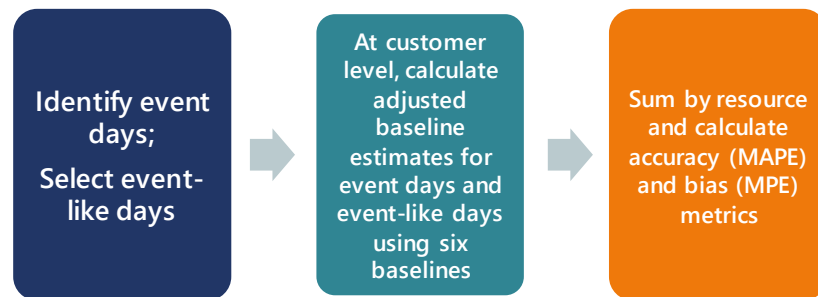 Identify event
days;
Select event-
like days
At customer
level, calculate
adjusted
baseline
estimates for
event days and
event-like days
using six
baselines
Sum by resource
and calculate
accuracy (MAPE)
and bias (MPE)
metrics